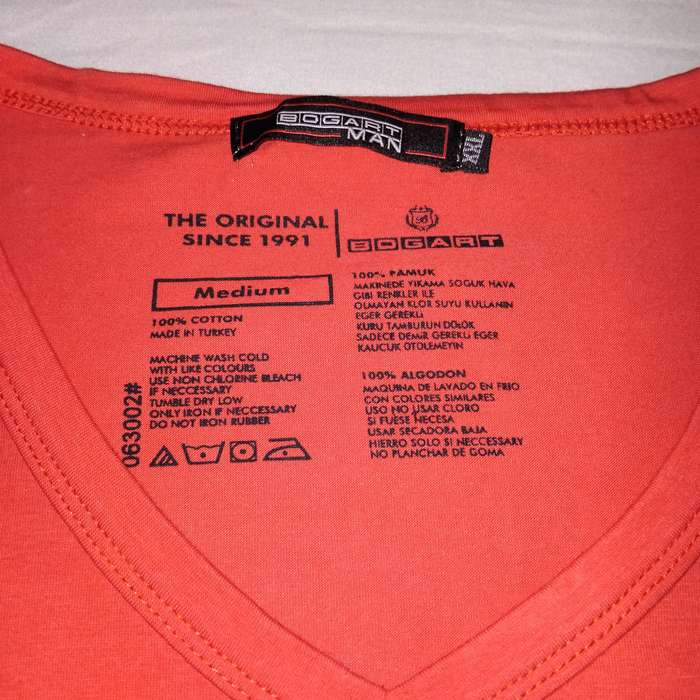 BOGART
MAN
XXL
THE ORIGINAL
SINCE 1991
BOGART
Medium
100% COTTON
MADE IN TURKEY
MACHINE WASH COLD
WITH LIKE COLOURS
USE NON CHLORINE BLEACH
IF NECCESSARY
TUMBLE DRY LOW
ONLY IRON IF NECCESSARY
DO NOT IRON RUBBER
063002#
100% PAMUK
MAKINEDE YIKAMA SOGUK HAVA
GIBI RENKLER ILE
OLMAYAN KLOR SUYU KULLANIN
EGER GEREKLI
KURU TAMBURUN DUSOK
SADECE DEMIR GEREKLI EGER
KAUCUK OTOLEMEYIN
100% ALGODON
MAQUINA DE LAVADO EN FRIO
CON COLORES SIMILARES
USO NO USAR CLORO
SI FUESE NECESA
USAR SECADORA BAJA
HIERRO SOLO SI NECCESSARY
NO PLANCHAR DE GOMA